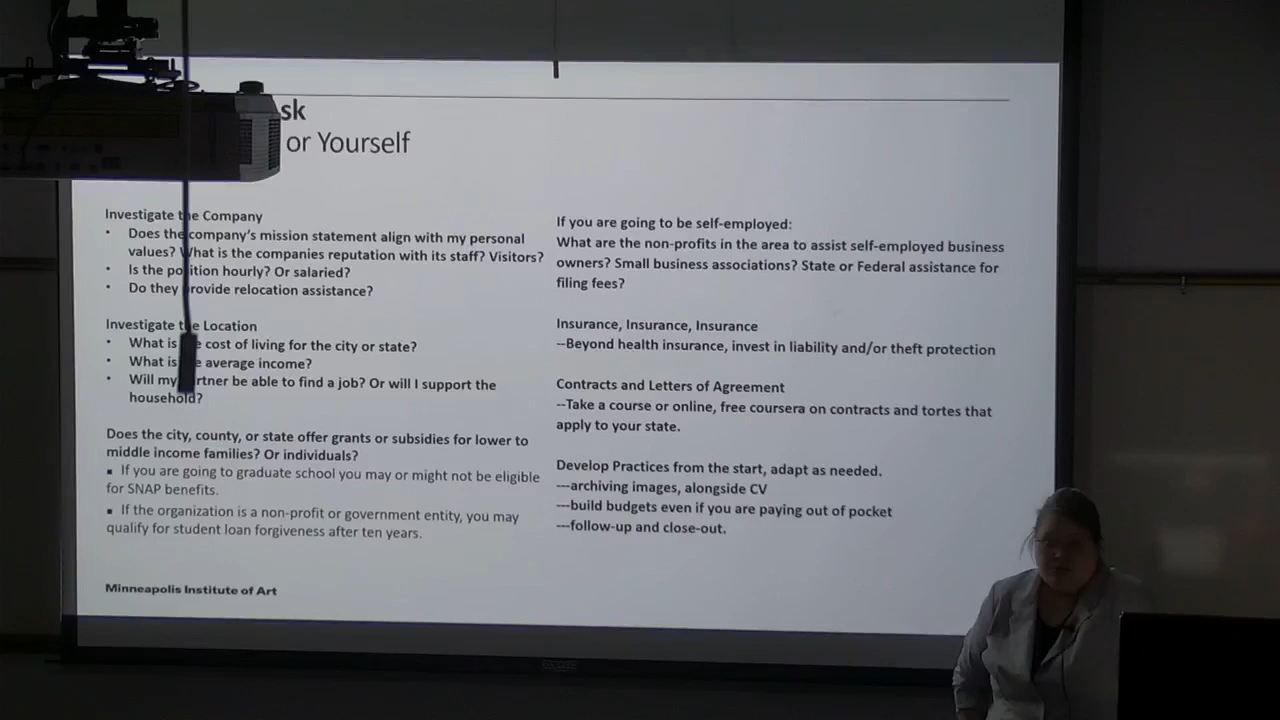 sk
or Yourself
Investigate the Company
• Does the company's mission statement align with my personal
values? What is the companies reputation with its staff? Visitors?
• Is the position hourly? Or salaried?
• Do they provide relocation assistance?
Investigate the Location
• What is the cost of living for the city or state?
• What is the average income?
• Will my partner be able to find a job? Or will I support the
household?
Does the city, county, or state offer grants or subsidies for lower to
middle income families? Or individuals?
▪ If you are going to graduate school you may or might not be eligible
for SNAP benefits.
▪ If the organization is a non-profit or government entity, you may
qualify for student loan forgiveness after ten years.
Minneapolis Institute of Art
If you are going to be self-employed:
What are the non-profits in the area to assist self-employed business
owners? Small business associations? State or Federal assistance for
filing fees?
Insurance, Insurance, Insurance
--Beyond health insurance, invest in liability and/or theft protection
Contracts and Letters of Agreement
--Take a course or online, free coursera on contracts and tortes that
apply to your state.
Develop Practices from the start, adapt as needed.
---archiving images, alongside CV
---build budgets even if you are paying out of pocket
---follow-up and close-out.